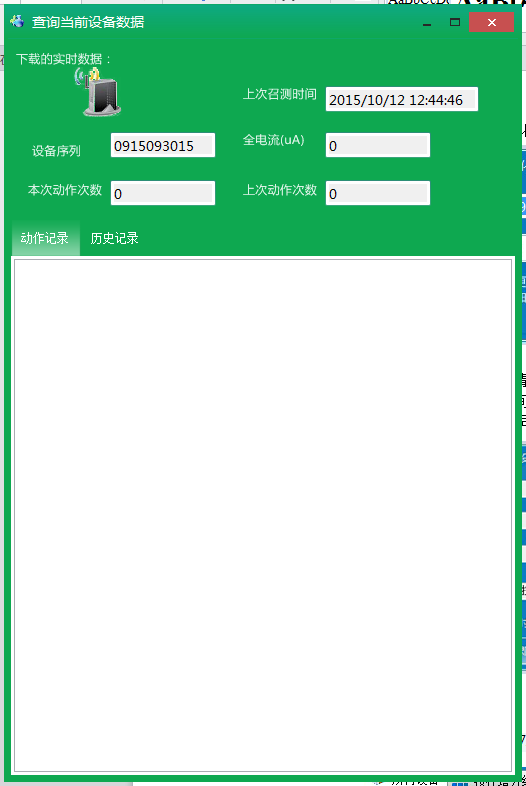 查询当前设备数据
下载的实时数据：
上次召测时间 2015/10/12 12:44:46
设备序列 0915093015 全电流(uA) 0
本次动作次数 0 上次动作次数 0
动作记录 历史记录